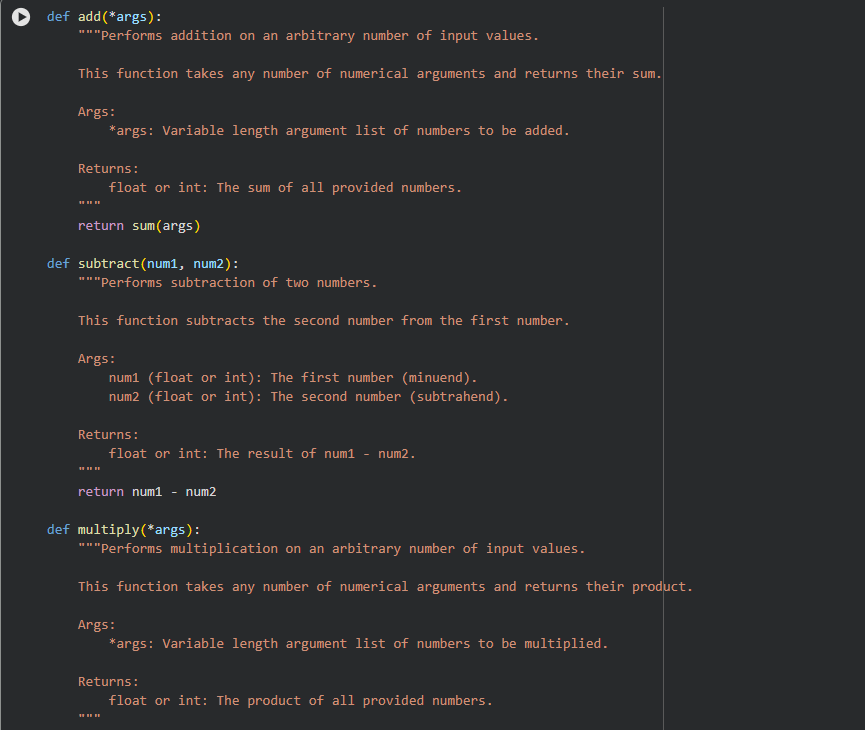 def add(*args):
    """Performs addition on an arbitrary number of input values.

    This function takes any number of numerical arguments and returns their sum.

    Args:
        *args: Variable length argument list of numbers to be added.

    Returns:
        float or int: The sum of all provided numbers.
    """
    return sum(args)

def subtract(num1, num2):
    """Performs subtraction of two numbers.

    This function subtracts the second number from the first number.

    Args:
        num1 (float or int): The first number (minuend).
        num2 (float or int): The second number (subtrahend).

    Returns:
        float or int: The result of num1 - num2.
    """
    return num1 - num2

def multiply(*args):
    """Performs multiplication on an arbitrary number of input values.

    This function takes any number of numerical arguments and returns their product.

    Args:
        *args: Variable length argument list of numbers to be multiplied.

    Returns:
        float or int: The product of all provided numbers.
    """